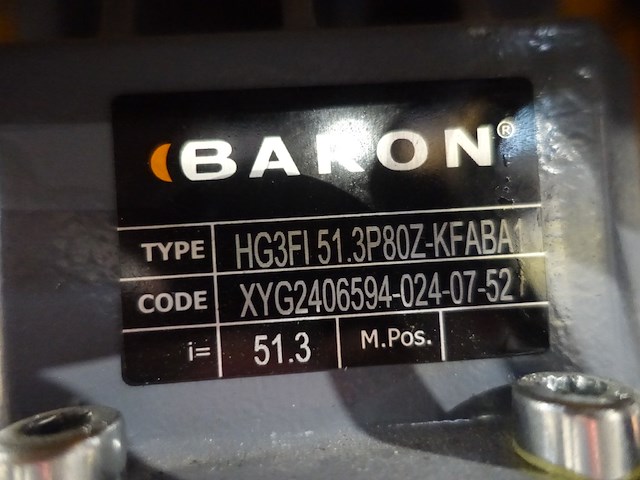 BARON®
TYPE HG3FI 51.3P80Z-KFABA1
CODE XYG2406594-024-07-52
i= 51.3 M.Pos.